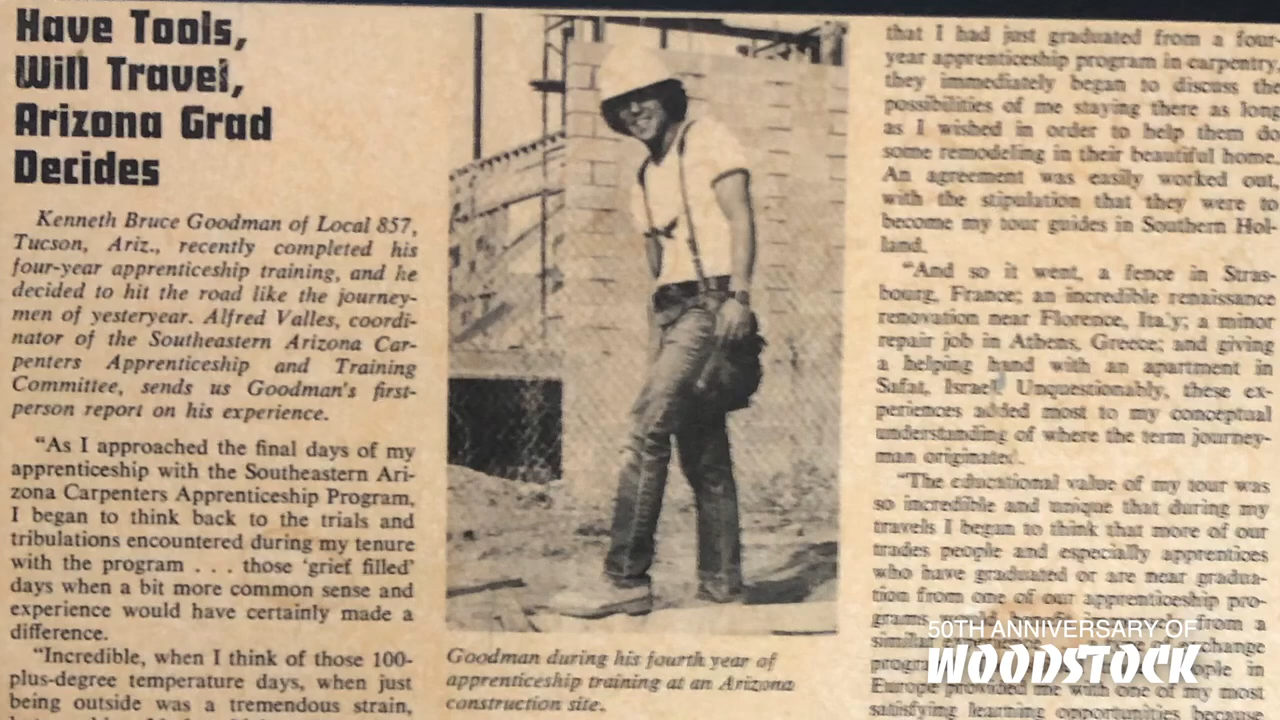 Have Tools,
Will Travel,
Arizona Grad
Decides
Kenneth Bruce Goodman of Local 857,
Tucson, Ariz., recently completed his
four-year apprenticeship training, and he
decided to hit the road like the journey-
men of yesteryear. Alfred Valles, coordi-
nator of the Southeastern Arizona Car-
penters Apprenticeship and Training
Committee, sends us Goodman's first-
person report on his experience.
"As I approached the final days of my
apprenticeship with the Southeastern Ari-
zona Carpenters Apprenticeship Program,
I began to think back to the trials and
tribulations encountered during my tenure
with the program . . . those 'grief filled'
days when a bit more common sense and
experience would have certainly made a
difference.
"Incredible, when I think of those 100-
plus-degree temperature days, when just
being outside was a tremendous strain,
Goodman during his fourth year of
apprenticeship training at an Arizona
construction site.
that I had just graduated from a four-
year apprenticeship program in carpentry,
they immediately began to discuss the
possibilities of me staying there as long
as I wished in order to help them do
some remodeling in their beautiful home.
An agreement was easily worked out,
with the stipulation that they were to
become my tour guides in Southern Hol-
land.
"And so it went, a fence in Stras-
bourg, France; an incredible renaissance
renovation near Florence, Italy; a minor
repair job in Athens, Greece; and giving
a helping hand with an apartment in
Safat, Israel. Unquestionably, these ex-
periences added most to my conceptual
understanding of where the term journey-
man originated.
"The educational value of my tour was
so incredible and unique that during my
travels I began to think that more of our
trades people and especially apprentices
who have graduated or are near gradua-
tion from one of our apprenticeship pro-
from a
change
in
Europe provided me with one of my most
satisfying learning opportunities because
50TH ANNIVERSARY OF
WOODSTOCK